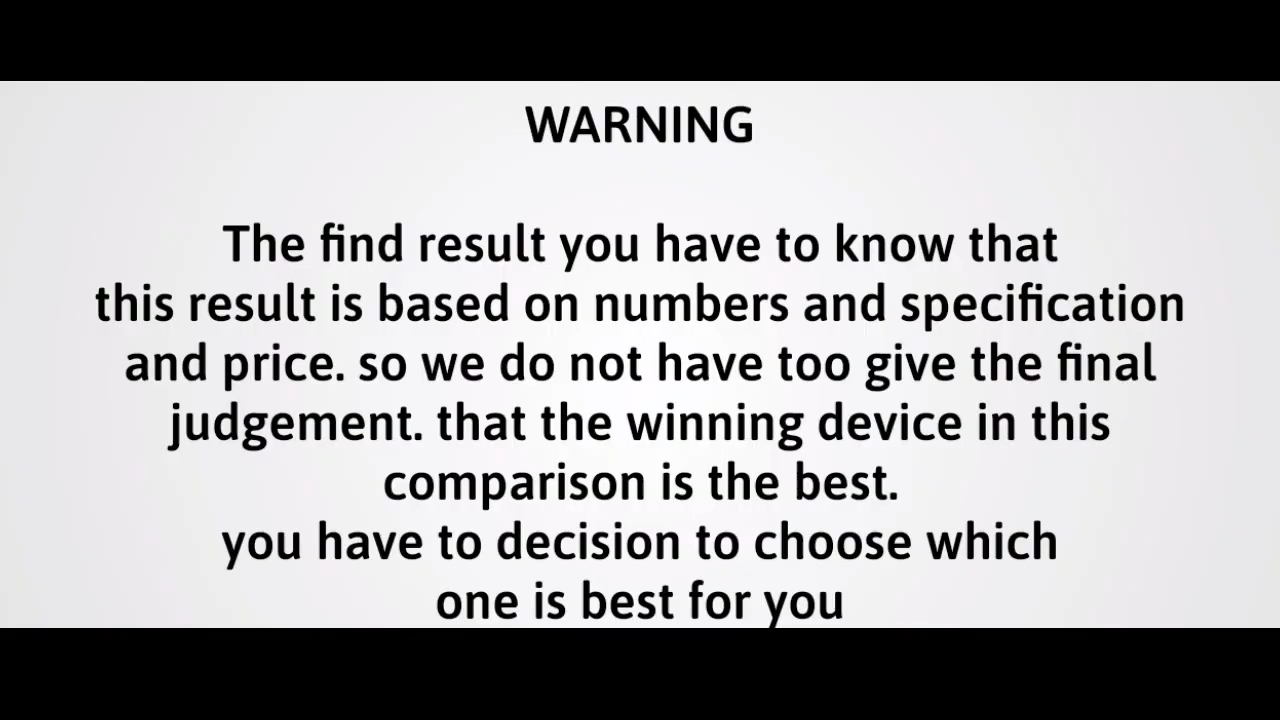 WARNING
The find result you have to know that
this result is based on numbers and specification
and price. so we do not have too give the final
judgement. that the winning device in this
comparison is the best.
you have to decision to choose which
one is best for you